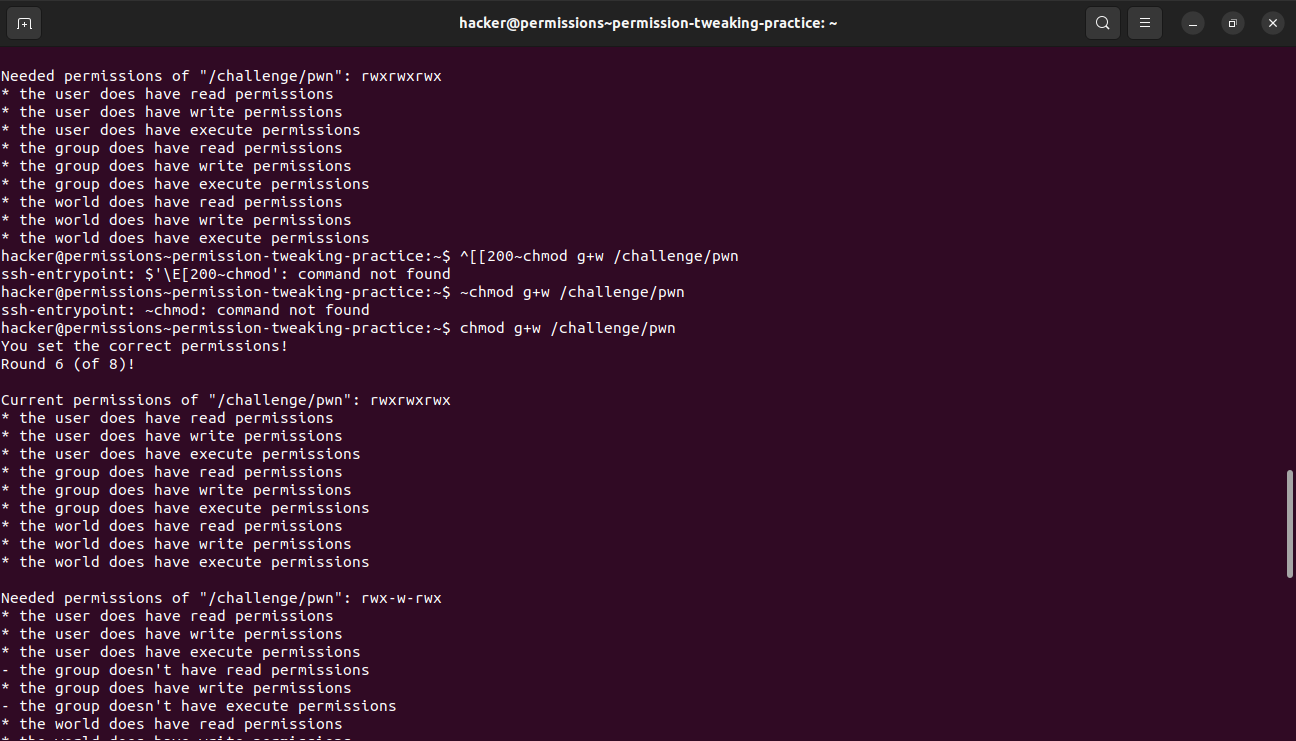 hacker@permissions~permission-tweaking-practice: ~
Needed permissions of "/challenge/pwn": rwxrwxrwx
* the user does have read permissions
* the user does have write permissions
* the user does have execute permissions
* the group does have read permissions
* the group does have write permissions
* the group does have execute permissions
* the world does have read permissions
* the world does have write permissions
* the world does have execute permissions
hacker@permissions~permission-tweaking-practice:~$ ^[[200~chmod g+w /challenge/pwn
ssh-entrypoint: $'\E[200~chmod': command not found
hacker@permissions~permission-tweaking-practice:~$ ~chmod g+w /challenge/pwn
ssh-entrypoint: ~chmod: command not found
hacker@permissions~permission-tweaking-practice:~$ chmod g+w /challenge/pwn
You set the correct permissions!
Round 6 (of 8)!
Current permissions of "/challenge/pwn": rwxrwxrwx
* the user does have read permissions
* the user does have write permissions
* the user does have execute permissions
* the group does have read permissions
* the group does have write permissions
* the group does have execute permissions
* the world does have read permissions
* the world does have write permissions
* the world does have execute permissions
Needed permissions of "/challenge/pwn": rwx-w-rwx
* the user does have read permissions
* the user does have write permissions
* the user does have execute permissions
- the group doesn't have read permissions
* the group does have write permissions
- the group doesn't have execute permissions
* the world does have read permissions
* the world does have write permissions